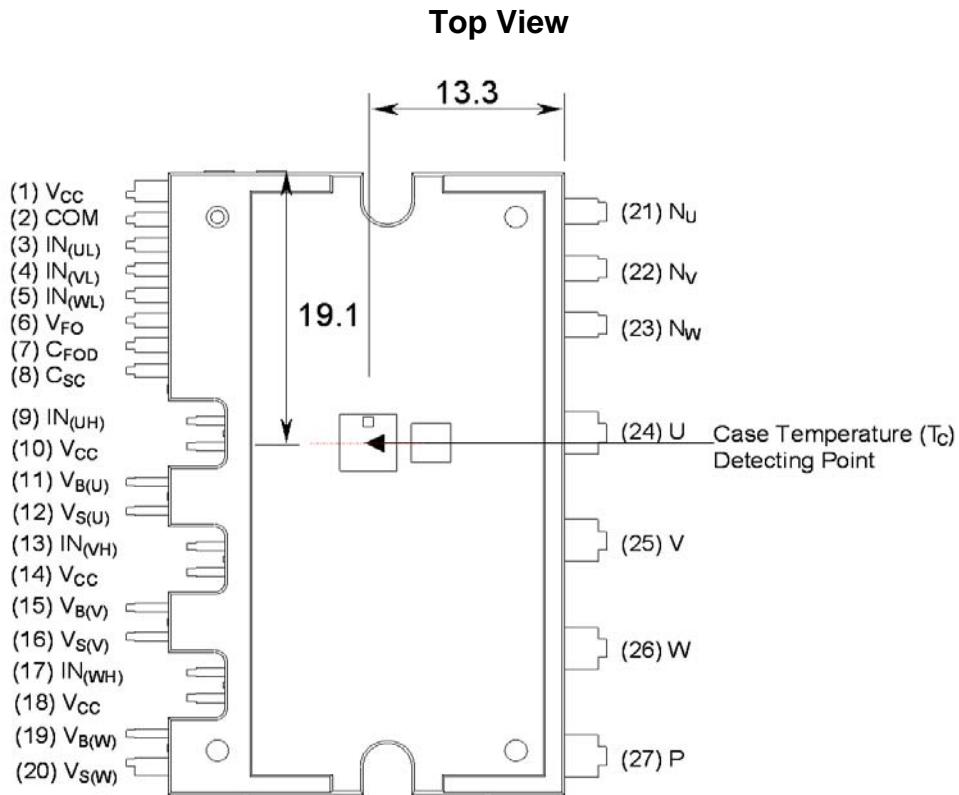 Top View
13.3
19.1
(1) VCC
(2) COM
(3) IN(UL)
(4) IN(VL)
(5) IN(WL)
(6) VFO
(7) CFOD
(8) CSC
(9) IN(UH)
(10) VCC
(11) VB(U)
(12) VS(U)
(13) IN(VH)
(14) VCC
(15) VB(V)
(16) VS(V)
(17) IN(WH)
(18) VCC
(19) VB(W)
(20) VS(W)
(21) NU
(22) NV
(23) NW
(24) U
(25) V
(26) W
(27) P
Case Temperature (TC)
Detecting Point